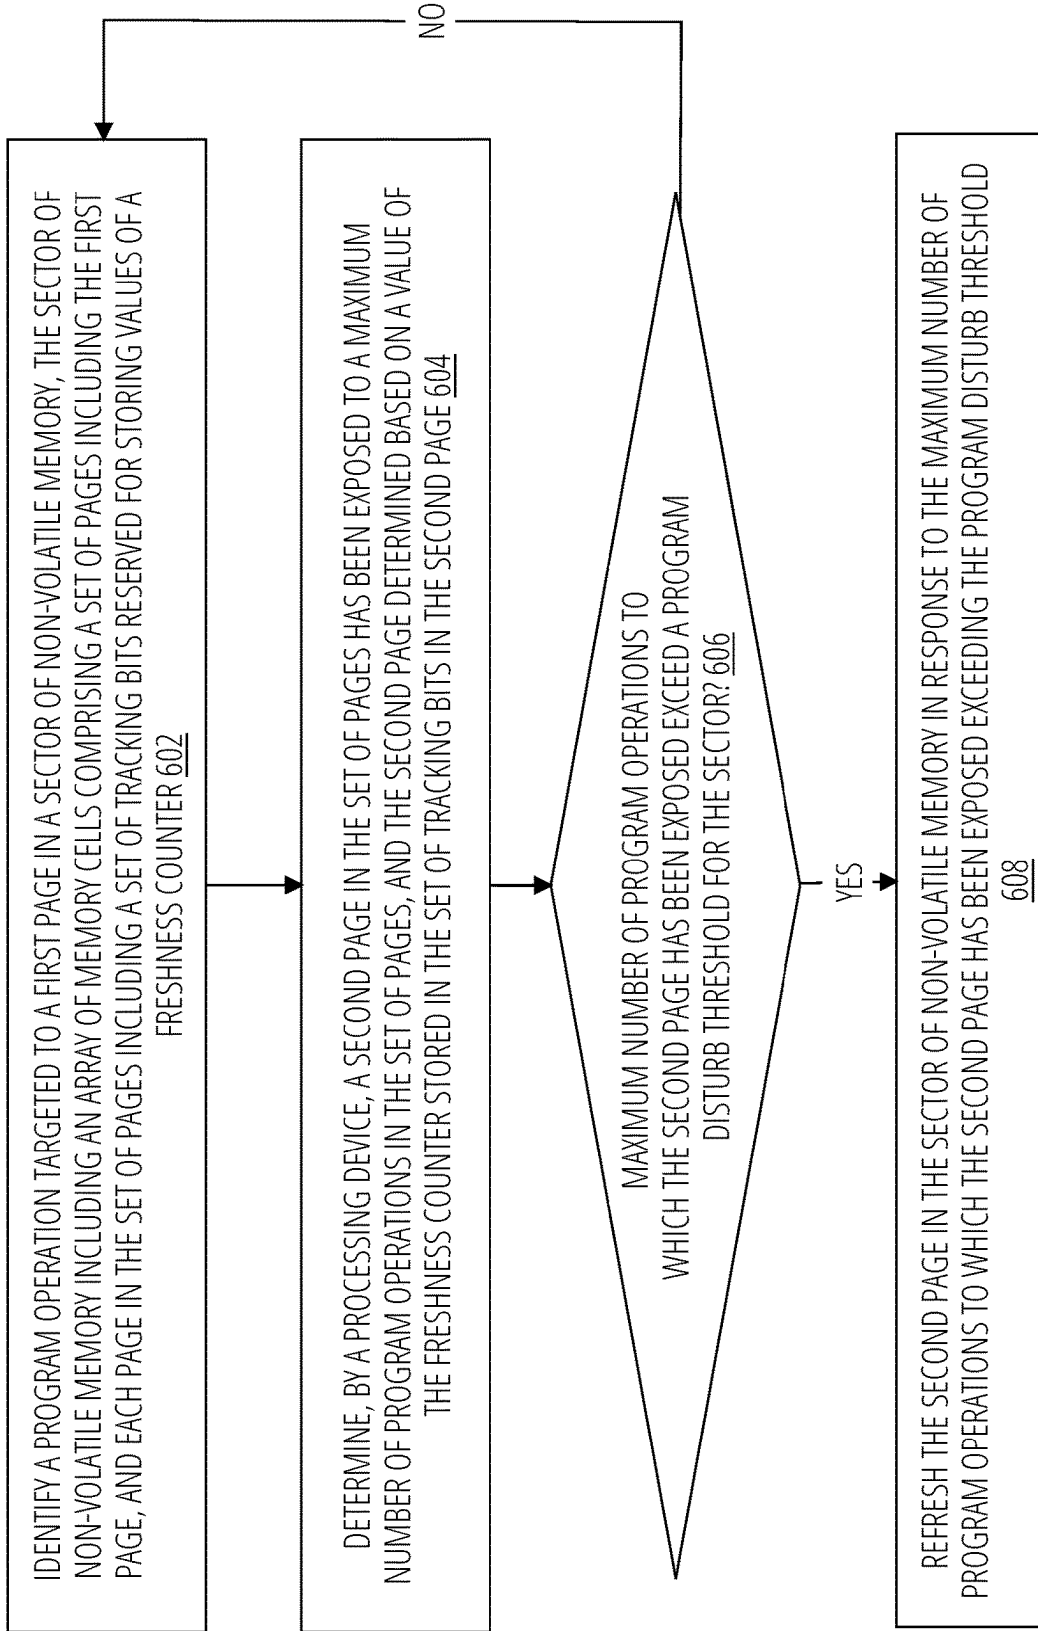 IDENTIFY A PROGRAM OPERATION TARGETED TO A FIRST PAGE IN A SECTOR OF NON-VOLATILE MEMORY, THE SECTOR OF
NON-VOLATILE MEMORY INCLUDING AN ARRAY OF MEMORY CELLS COMPRISING A SET OF PAGES INCLUDING THE FIRST
PAGE, AND EACH PAGE IN THE SET OF PAGES INCLUDING A SET OF TRACKING BITS RESERVED FOR STORING VALUES OF A
FRESHNESS COUNTER 602
DETERMINE, BY A PROCESSING DEVICE, A SECOND PAGE IN THE SET OF PAGES HAS BEEN EXPOSED TO A MAXIMUM
NUMBER OF PROGRAM OPERATIONS IN THE SET OF PAGES, AND THE SECOND PAGE DETERMINED BASED ON A VALUE OF
THE FRESHNESS COUNTER STORED IN THE SET OF TRACKING BITS IN THE SECOND PAGE 604
MAXIMUM NUMBER OF PROGRAM OPERATIONS TO
WHICH THE SECOND PAGE HAS BEEN EXPOSED EXCEED A PROGRAM
DISTURB THRESHOLD FOR THE SECTOR? 606
NO
YES
REFRESH THE SECOND PAGE IN THE SECTOR OF NON-VOLATILE MEMORY IN RESPONSE TO THE MAXIMUM NUMBER OF
PROGRAM OPERATIONS TO WHICH THE SECOND PAGE HAS BEEN EXPOSED EXCEEDING THE PROGRAM DISTURB THRESHOLD
608